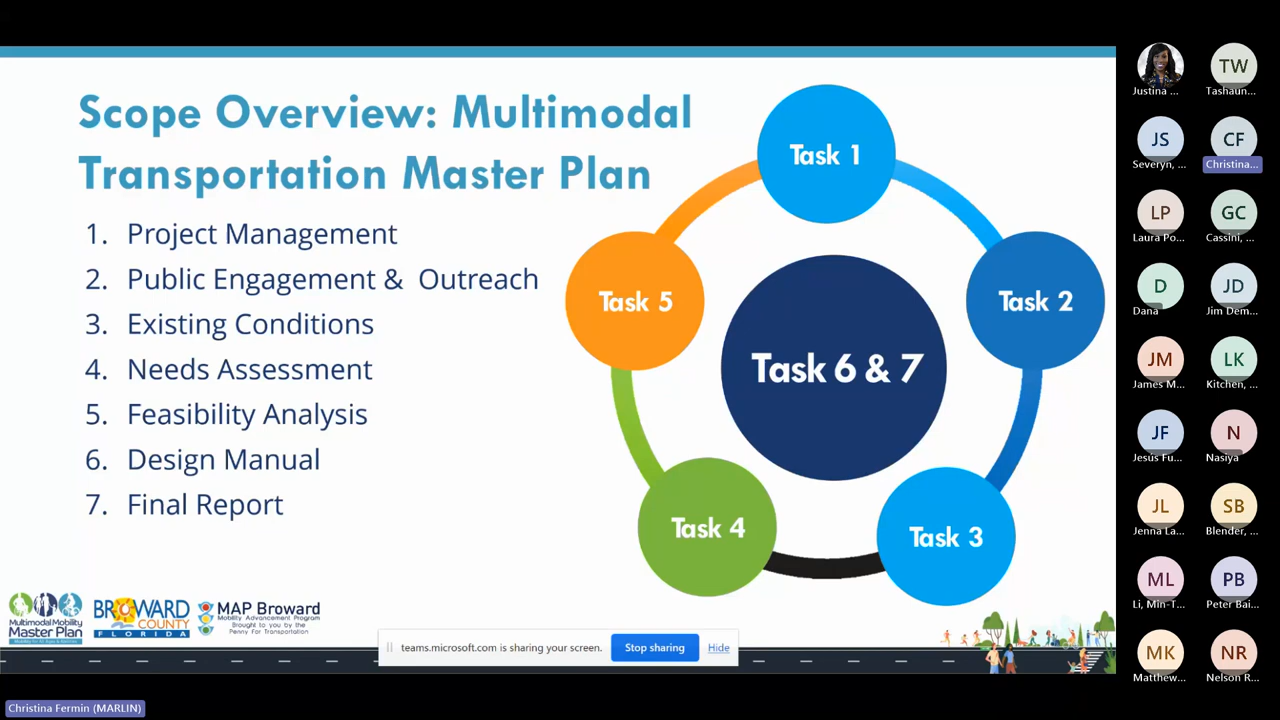 Scope Overview: Multimodal
Transportation Master Plan
1. Project Management
2. Public Engagement & Outreach
3. Existing Conditions
4. Needs Assessment
5. Feasibility Analysis
6. Design Manual
7. Final Report
Task 1
Task 2
Task 3
Task 4
Task 5
Task 6 & 7
Multimodal Mobility
Master Plan
BROWARD
COUNTY
FLORIDA
MAP Broward
Mobility Advancement Program
Brought to you by the
Penny For Transportation
teams.microsoft.com is sharing your screen.
Stop sharing
Hide
Christina Fermin (MARLIN)
Justina ...
TW
Tashaun...
JS
Severyn, ...
CF
Christina...
LP
Laura Po...
GC
Cassini, ...
D
Dana
JD
Jim Dem...
JM
James M...
LK
Kitchen, ...
JF
Jesús Fu...
N
Nasiya
JL
Jenna La...
SB
Blender, ...
ML
Li, Min-T...
PB
Peter Bai...
MK
Matthew...
NR
Nelson R...